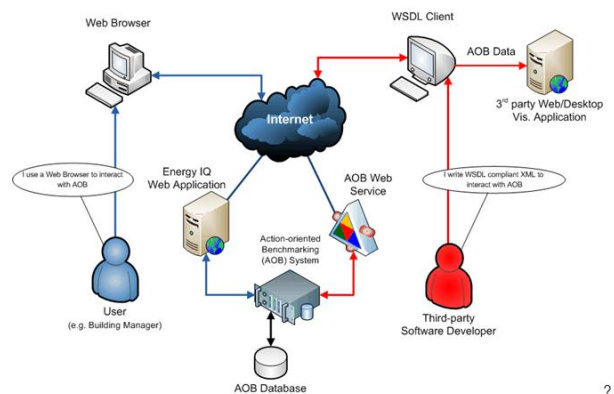 Web Browser
WSDL Client
AOB Data
3rd party Web/Desktop
Vis. Application
Internet
Energy IQ
Web Application
AOB Web
Service
I use a Web Browser to interact
with AOB
I write WSDL compliant XML to
interact with AOB
Action-oriented
Benchmarking
(AOB) System
User
(e.g. Building Manager)
Third-party
Software Developer
AOB Database
2